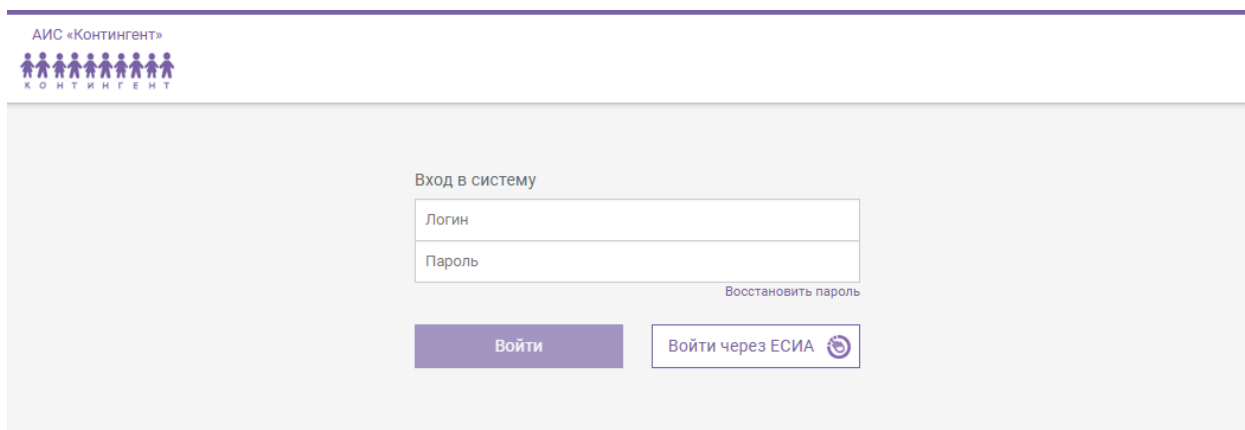 АИС «Контингент»
КОНТИНГЕНТ
Вход в систему
Логин
Пароль
Восстановить пароль
Войти
Войти через ЕСИА